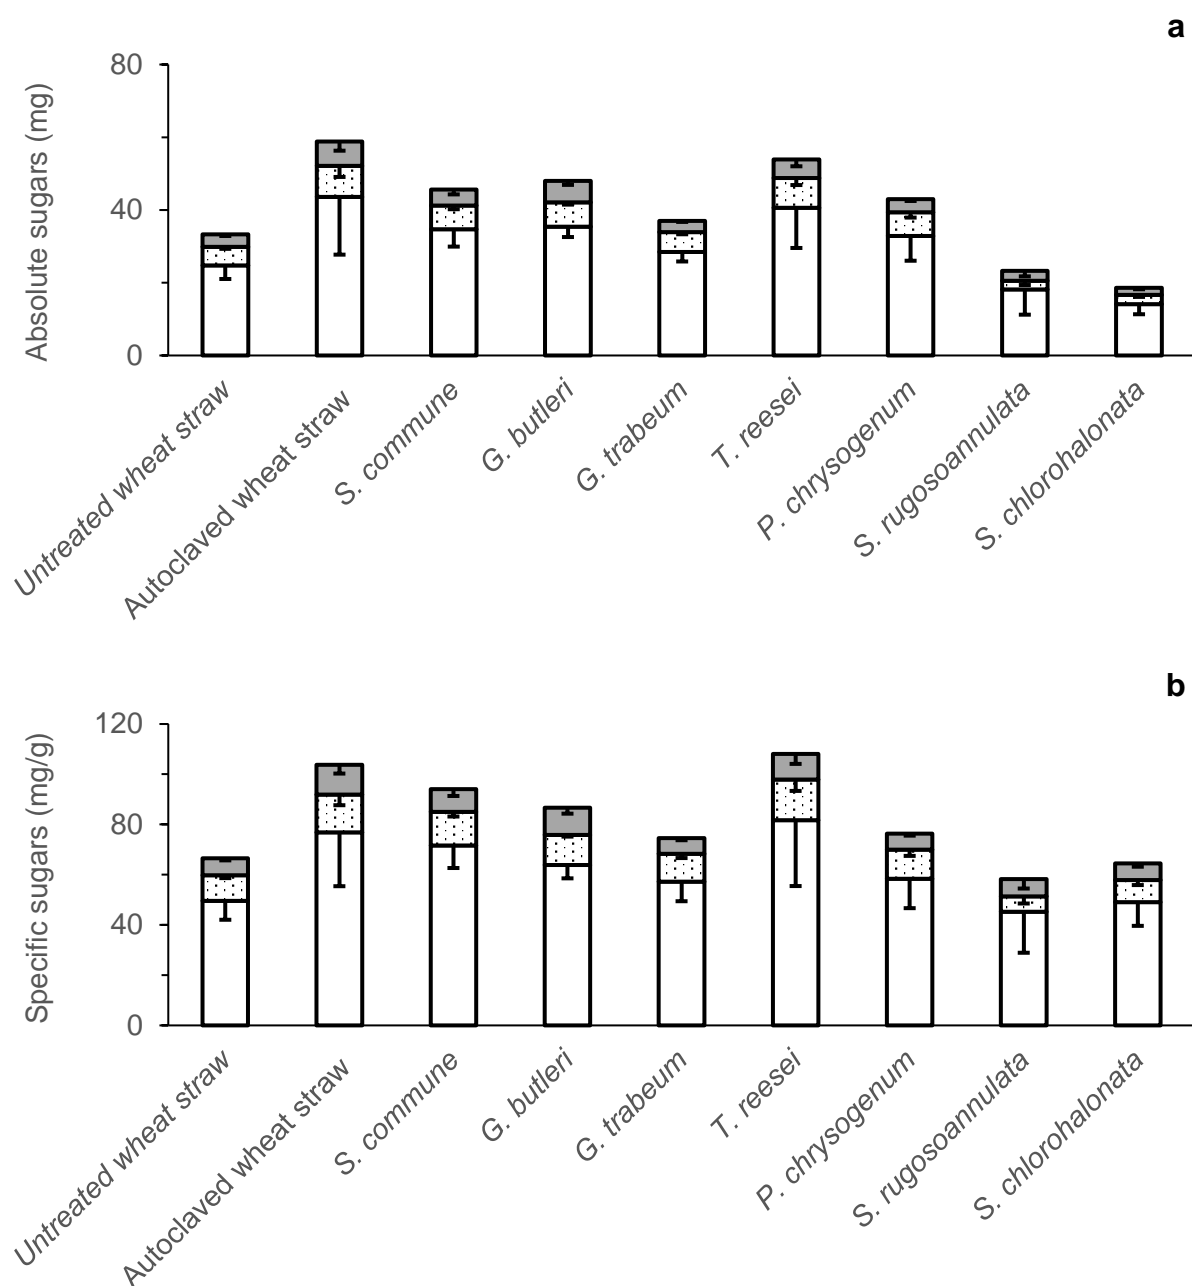 a
Absolute sugars (mg)
80
40
0
Untreated wheat straw
Autoclaved wheat straw
S. commune
G. butleri
G. trabeum
T. reesei
P. chrysogenum
S. rugosoannulata
S. chlorohalonata
b
Specific sugars (mg/g)
120
80
40
0
Untreated wheat straw
Autoclaved wheat straw
S. commune
G. butleri
G. trabeum
T. reesei
P. chrysogenum
S. rugosoannulata
S. chlorohalonata